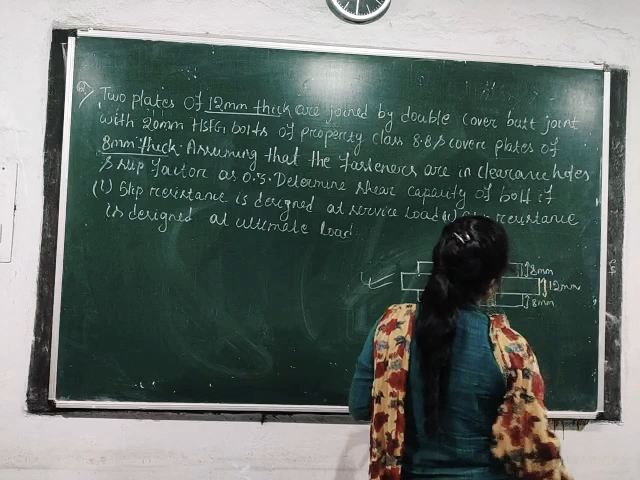 Q> Two plates of 12mm thick are joined by double cover butt joint
with 20mm HSFG bolts of property class 8.8 & cover plates of
8mm thick. Assuming that the fasteners are in clearance holes
& slip factor as 0.5. Determine shear capacity of bolt if
(i) Slip resistance is designed at service load (ii) resistance
is designed at ultimate load.
8mm
12mm
8mm